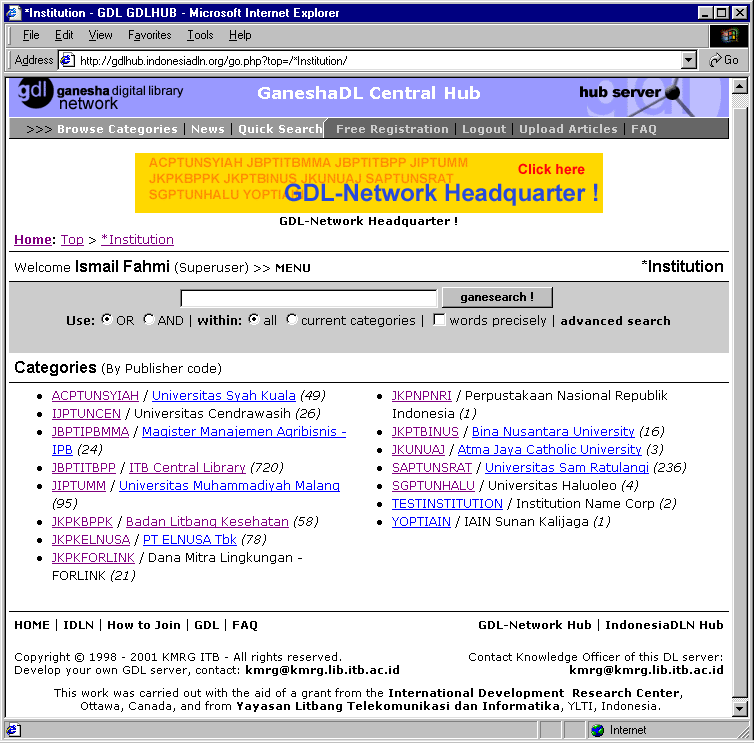 *Institution - GDL GDLHUB - Microsoft Internet Explorer
File Edit View Favorites Tools Help
Address http://gdlhub.indonesiadln.org/go.php?top=/*Institution/ Go
gdl ganesha digital library network
GaneshaDL Central Hub
hub server
>>> Browse Categories | News | Quick Search Free Registration | Logout | Upload Articles | FAQ
ACPTUNSYIAH JBPTITBMMA JBPTITBPP JIPTUMM
JKPKBPPK JKPTBINUS JKUNUAJ SAPTUNSRAT
SGPTUNHALU YOPTIAIN
Click here
GDL-Network Headquarter !
GDL-Network Headquarter !
Home: Top > *Institution
Welcome Ismail Fahmi (Superuser) >> MENU *Institution
ganesearch !
Use: OR AND | within: all current categories | words precisely | advanced search
Categories (By Publisher code)
ACPTUNSYIAH / Universitas Syah Kuala (49)
IJPTUNCEN / Universitas Cendrawasih (26)
JBPTIPBMMA / Magister Manajemen Agribisnis -
IPB (24)
JBPTITBPP / ITB Central Library (720)
JIPTUMM / Universitas Muhammadiyah Malang
(95)
JKPKBPPK / Badan Litbang Kesehatan (58)
JKPKELNUSA / PT ELNUSA Tbk (78)
JKPKFORLINK / Dana Mitra Lingkungan -
FORLINK (21)
JKPNPNRI / Perpustakaan Nasional Republik
Indonesia (1)
JKPTBINUS / Bina Nusantara University (16)
JKUNUAJ / Atma Jaya Catholic University (3)
SAPTUNSRAT / Universitas Sam Ratulangi (236)
SGPTUNHALU / Universitas Haluoleo (4)
TESTINSTITUTION / Institution Name Corp (2)
YOPTIAIN / IAIN Sunan Kalijaga (1)
HOME | IDLN | How to Join | GDL | FAQ GDL-Network Hub | IndonesiaDLN Hub
Copyright © 1998 - 2001 KMRG ITB - All rights reserved.
Develop your own GDL server, contact: kmrg@kmrg.lib.itb.ac.id
Contact Knowledge Officer of this DL server:
kmrg@kmrg.lib.itb.ac.id
This work was carried out with the aid of a grant from the International Development Research Center,
Ottawa, Canada, and from Yayasan Litbang Telekomunikasi dan Informatika, YLTI, Indonesia.
Internet